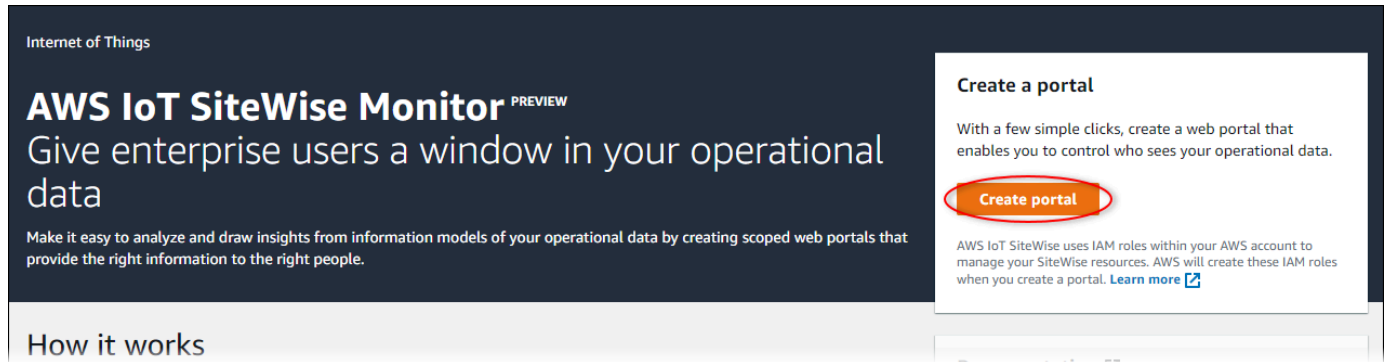 Internet of Things
AWS IoT SiteWise Monitor PREVIEW
Give enterprise users a window in your operational
data
Make it easy to analyze and draw insights from information models of your operational data by creating scoped web portals that
provide the right information to the right people.
Create a portal
With a few simple clicks, create a web portal that
enables you to control who sees your operational data.
Create portal
AWS IoT SiteWise uses IAM roles within your AWS account to
manage your SiteWise resources. AWS will create these IAM roles
when you create a portal. Learn more
How it works